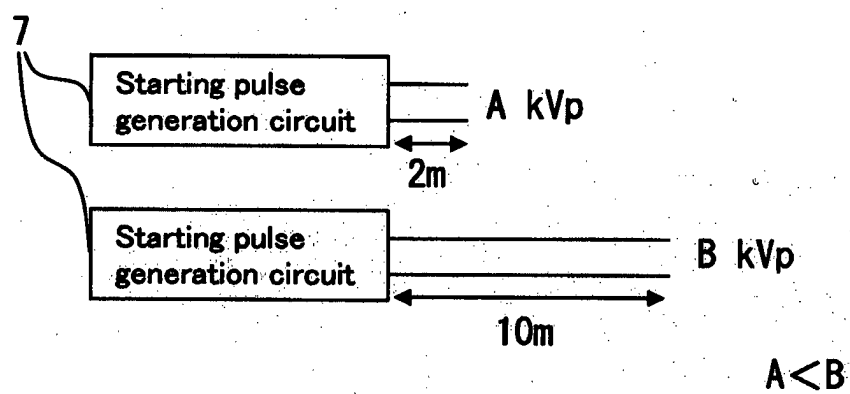 7
Starting pulse
generation circuit
A kVp
2m
Starting pulse
generation circuit
B kVp
10m
A<B